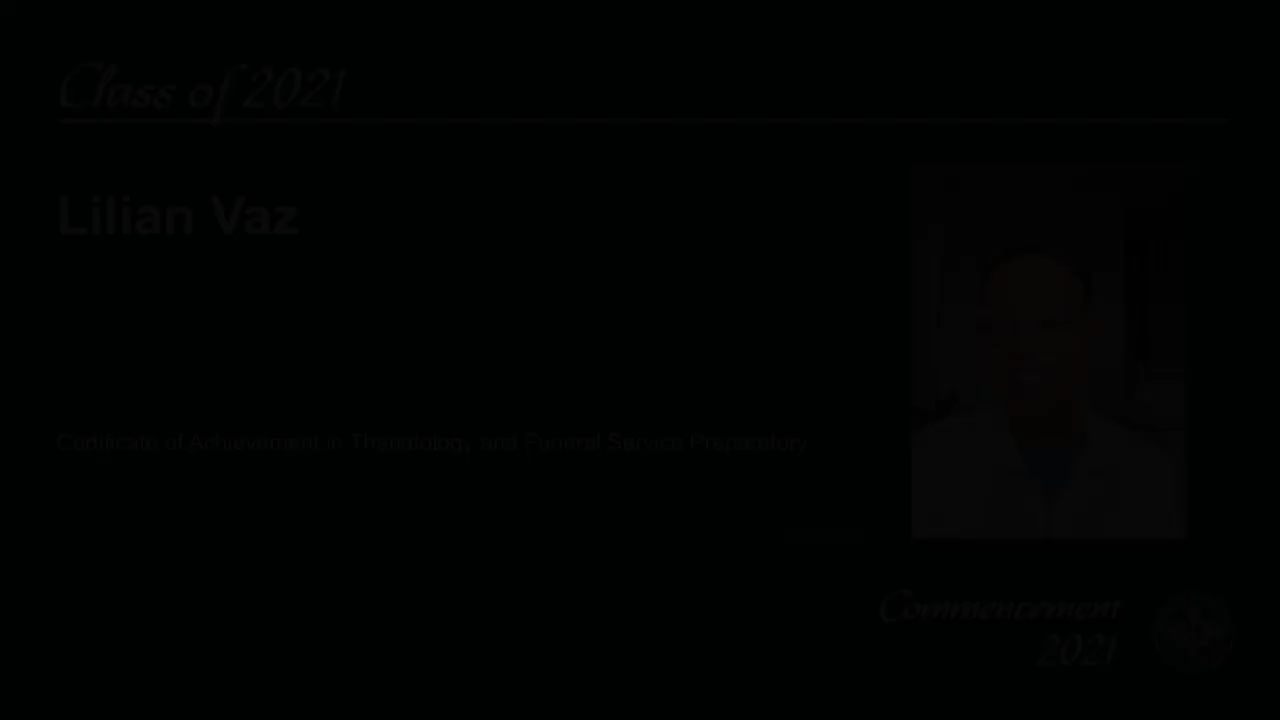 Class of 2021
Lilian Vaz
Certificate of Achievement in Thanatology and Funeral Service Preparatory
Commencement
2021